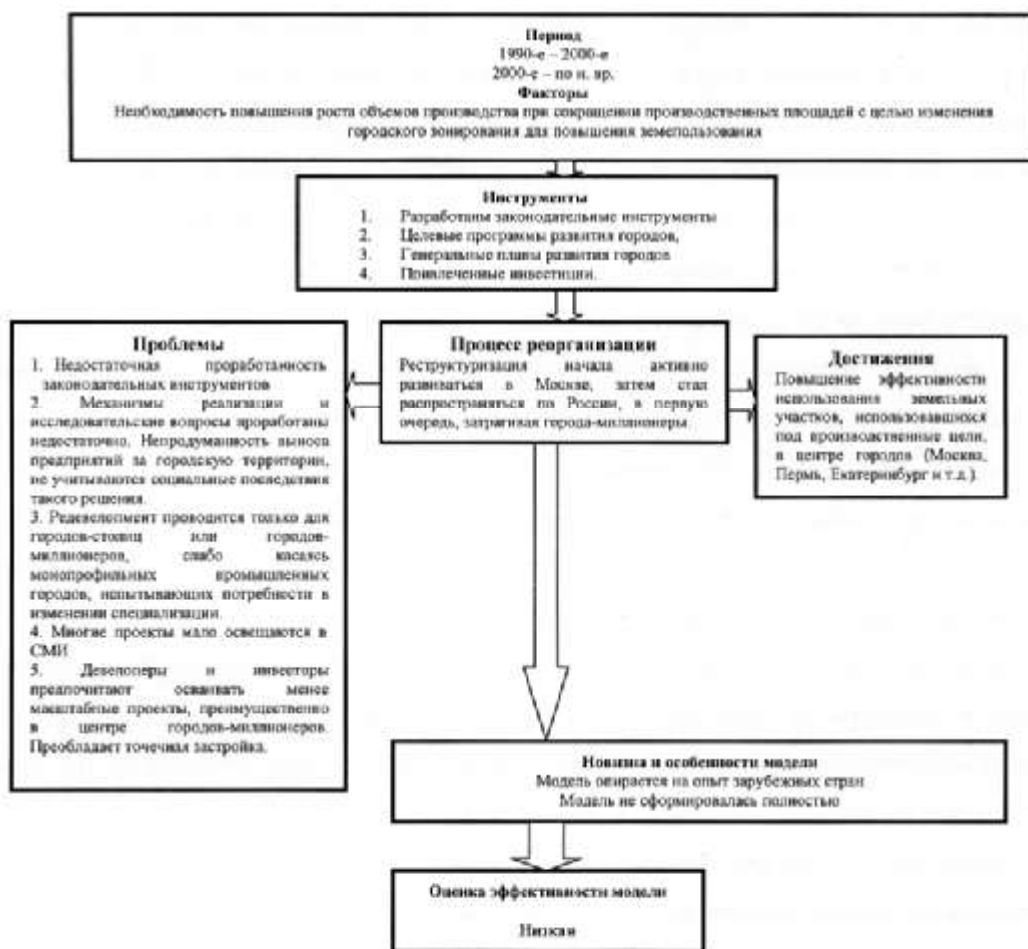 Период
1990-е – 2000-е
2000-е – по н. вр.
Факторы
Необходимость повышения роста объемов производства при сокращении производственных площадей с целью изменения
городского зонирования для повышения землепользования
Инструменты
1. Разработаны законодательные инструменты
2. Целевые программы развития городов,
3. Генеральные планы развития городов
4. Привлеченные инвестиции.
Проблемы
1. Недостаточная проработанность
законодательных инструментов
2. Механизмы реализации и
исследовательские вопросы проработаны
недостаточно. Непродуманность выноса
предприятий за городскую территории,
не учитываются социальные последствия
такого решения.
3. Редевелопмент проводится только для
городов-столиц или городов-
миллионеров, слабо касаясь
монопрофильных промышленных
городов, испытывающих потребности в
изменении специализации.
4. Многие проекты мало освещаются в
СМИ
5. Девелоперы и инвесторы
предпочитают осваивать менее
масштабные проекты, преимущественно
в центре городов-миллионеров.
Преобладает точечная застройка.
Процесс реорганизации
Реструктуризация начала активно
развиваться в Москве, затем стал
распространяться по России, в первую
очередь, затрагивая города-миллионеры.
Достижения
Повышение эффективности
использования земельных
участков, использовавшихся
под производственные цели,
в центре городов (Москва,
Пермь, Екатеринбург и т.д.).
Новизна и особенности модели
Модель опирается на опыт зарубежных стран
Модель не сформировалась полностью
Оценка эффективности модели
Низкая